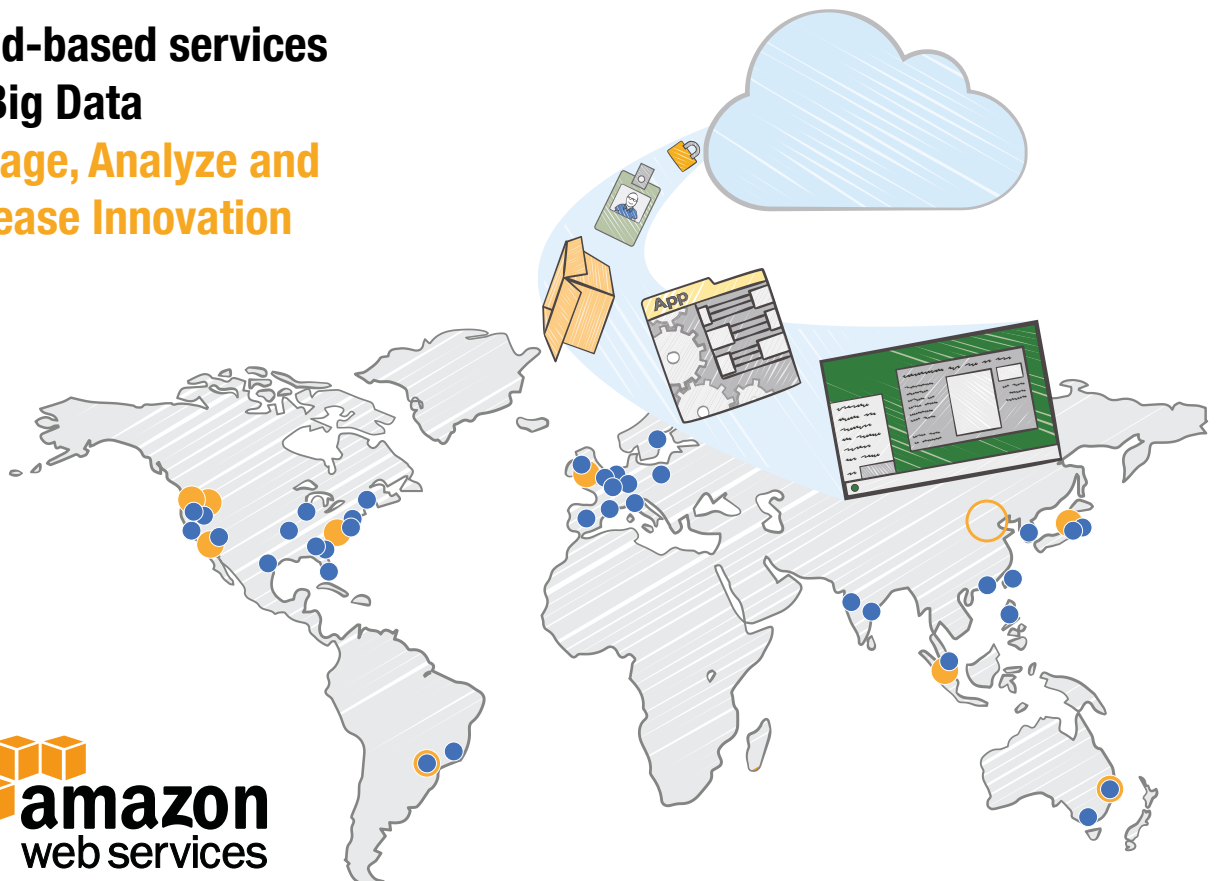 d-based services
Big Data
age, Analyze and
ease Innovation
App
amazon
web services